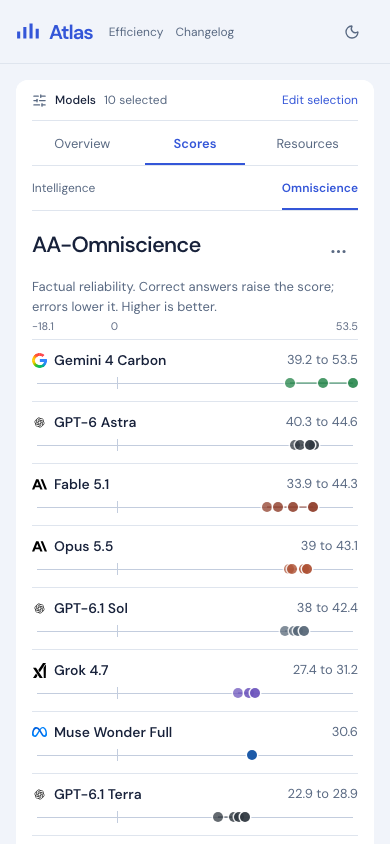 Atlas Efficiency Changelog
Models 10 selected Edit selection
Overview Scores Resources
Intelligence Omniscience
AA-Omniscience ...
Factual reliability. Correct answers raise the score;
errors lower it. Higher is better.
-18.1 0 53.5
Gemini 4 Carbon 39.2 to 53.5
GPT-6 Astra 40.3 to 44.6
Fable 5.1 33.9 to 44.3
Opus 5.5 39 to 43.1
GPT-6.1 Sol 38 to 42.4
Grok 4.7 27.4 to 31.2
Muse Wonder Full 30.6
GPT-6.1 Terra 22.9 to 28.9